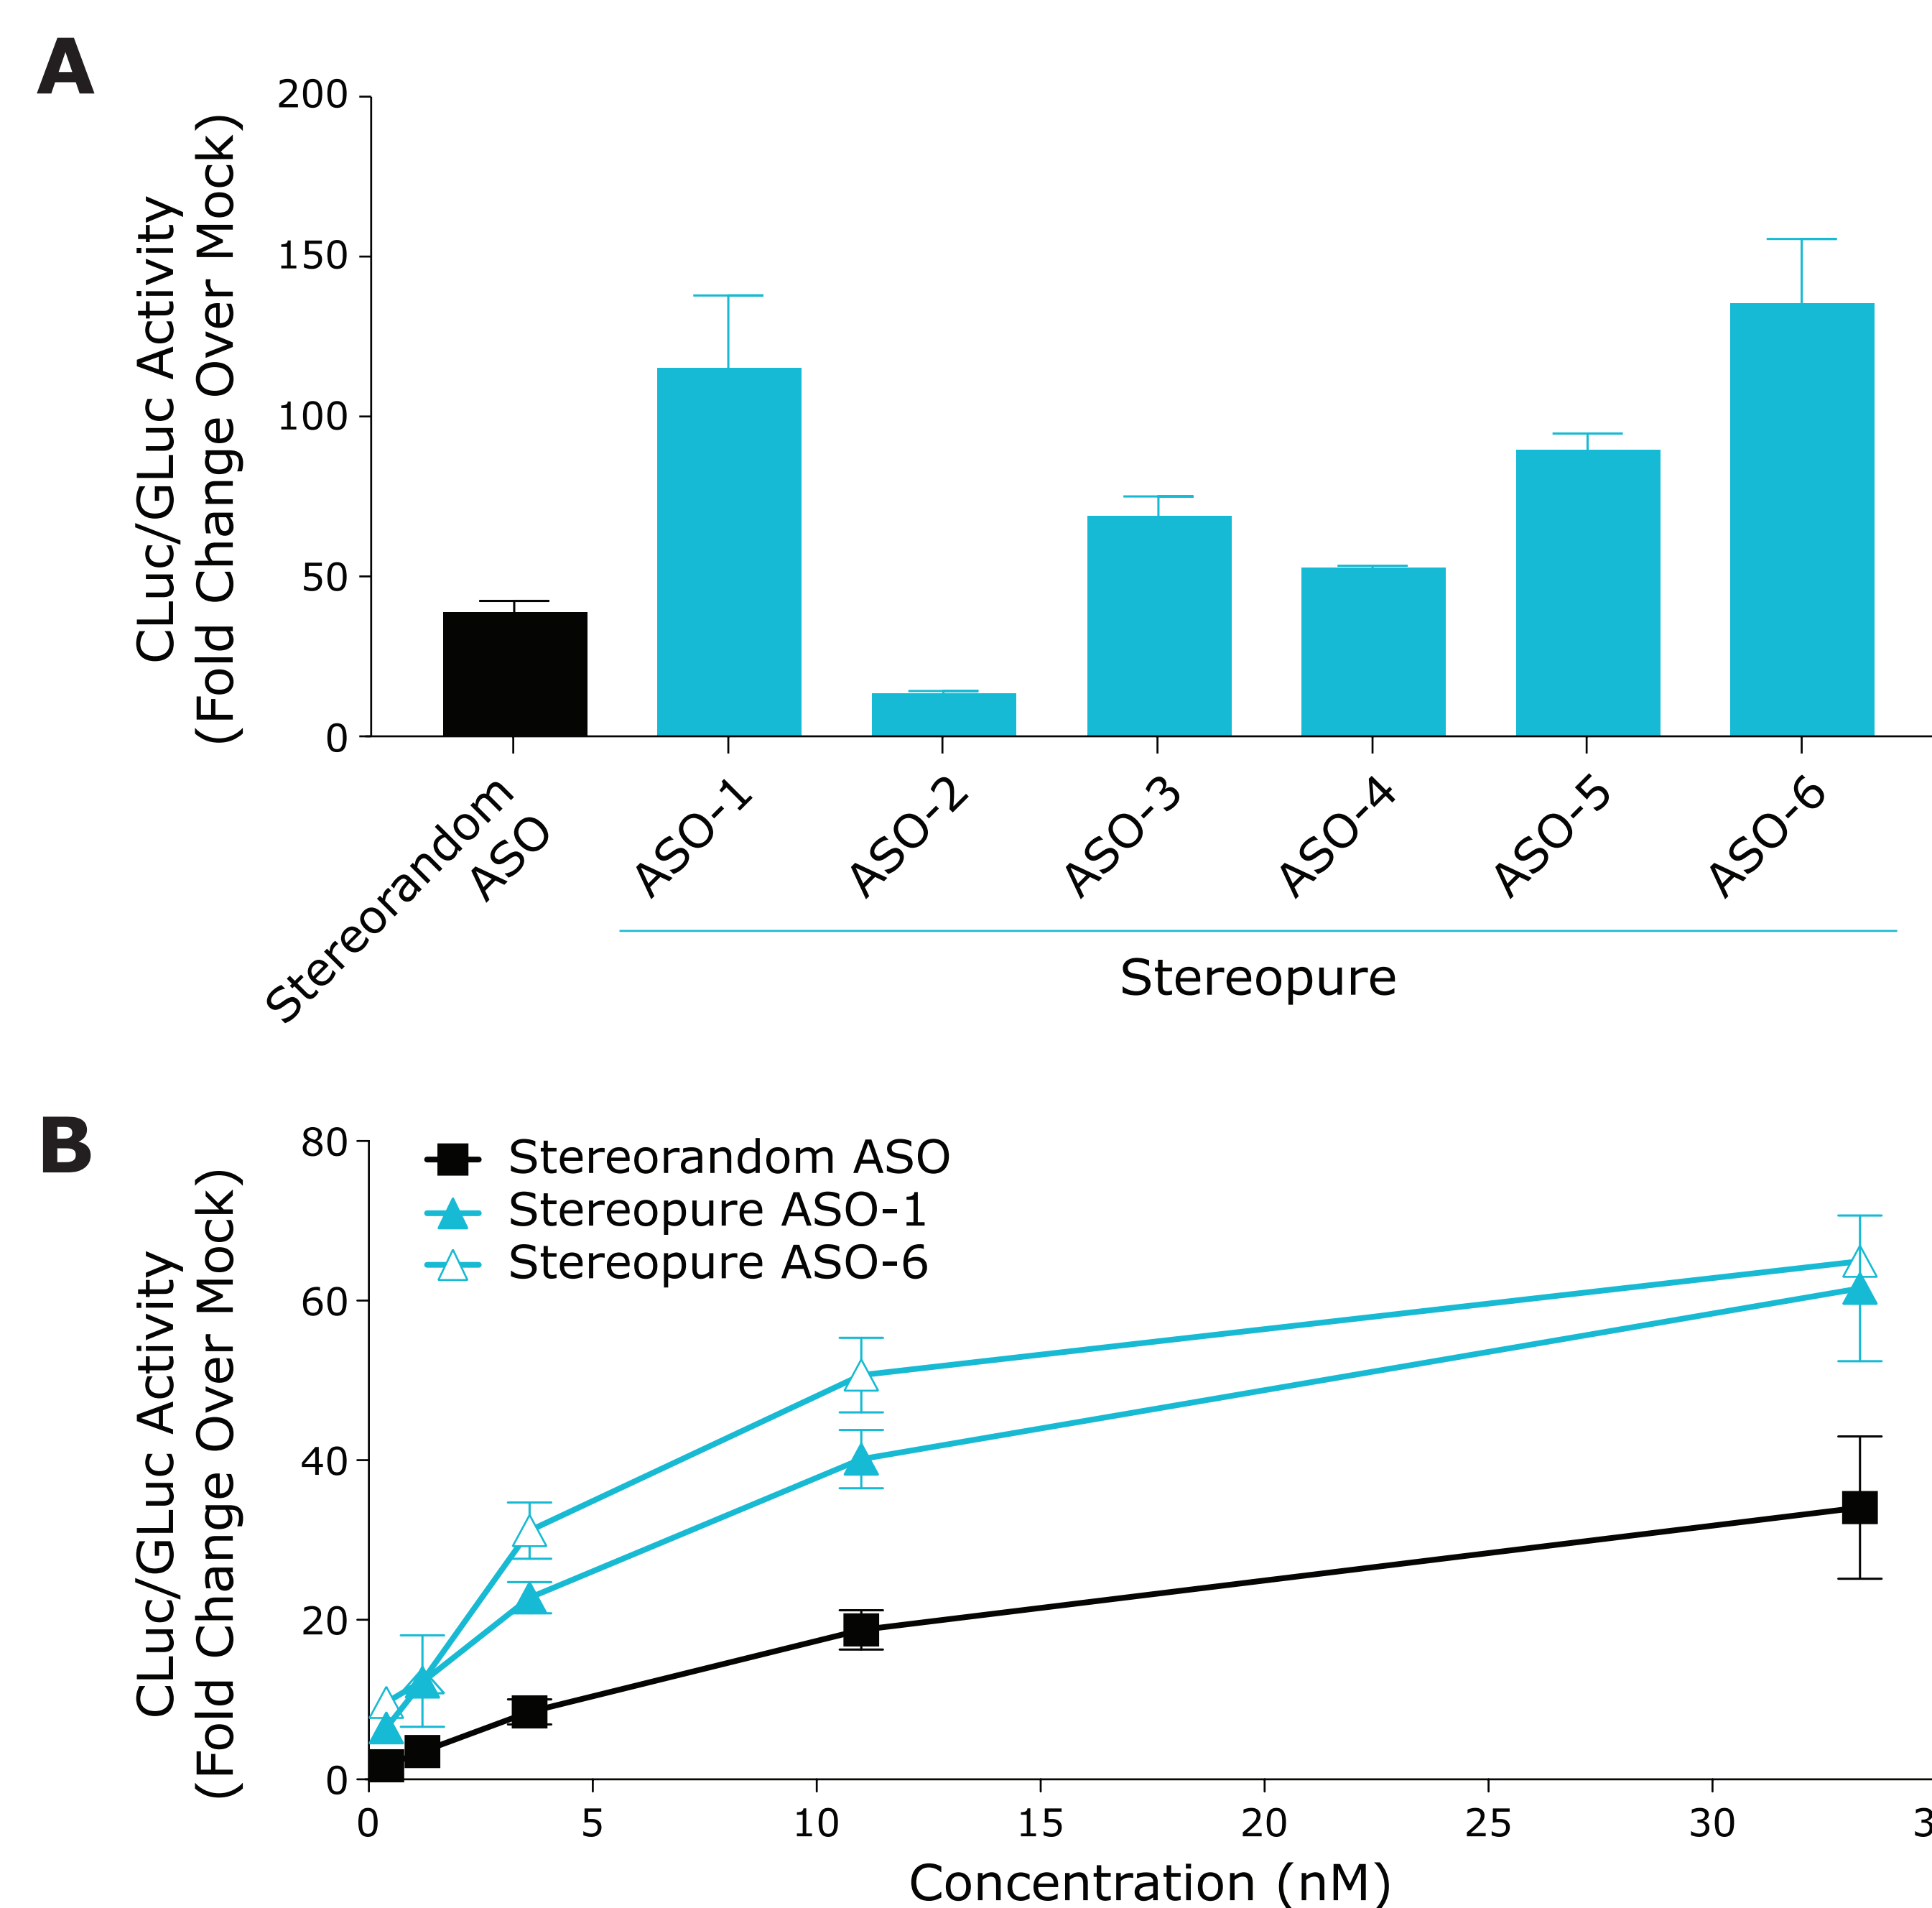 A
CLuc/GLuc Activity
(Fold Change Over Mock)
200
150
100
50
0
Stereorandom
ASO
ASO-1
ASO-2
ASO-3
ASO-4
ASO-5
ASO-6
Stereopure
B
CLuc/GLuc Activity
(Fold Change Over Mock)
80
60
40
20
0
Stereorandom ASO
Stereopure ASO-1
Stereopure ASO-6
0
5
10
15
20
25
30
Concentration (nM)